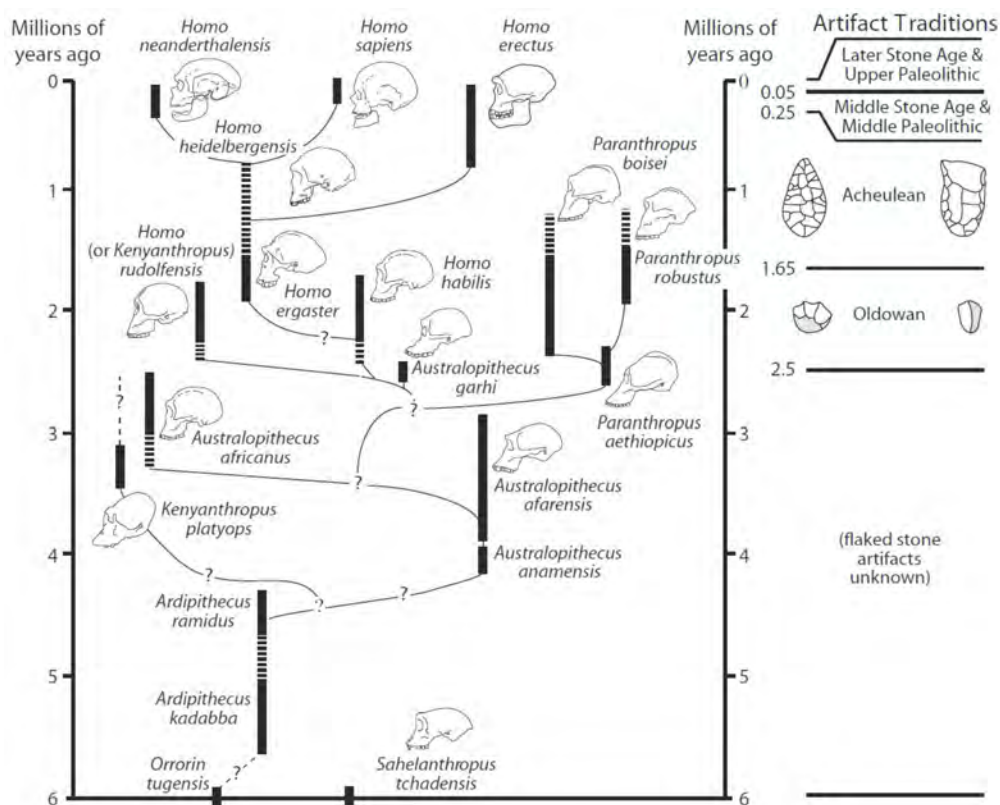 Millions of
years ago
Homo
neanderthalensis
Homo
sapiens
Homo
erectus
Millions of
years ago
Artifact Traditions
0
0
Later Stone Age &
Upper Paleolithic
0.05
0.25
Middle Stone Age &
Middle Paleolithic
Homo
heidelbergensis
Paranthropus
boisei
1
1
Acheulean
Homo
(or Kenyanthropus)
rudolfensis
Homo
ergaster
Homo
habilis
Paranthropus
robustus
1.65
2
2
Oldowan
?
Australopithecus
garhi
2.5
?
?
Paranthropus
aethiopicus
3
3
Australopithecus
africanus
?
Australopithecus
afarensis
Kenyanthropus
platyops
4
4
Australopithecus
anamensis
(flaked stone
artifacts
unknown)
?
?
?
Ardipithecus
ramidus
5
5
Ardipithecus
kadabba
Orrorin
tugensis
?
Sahelanthropus
tchadensis
6
6